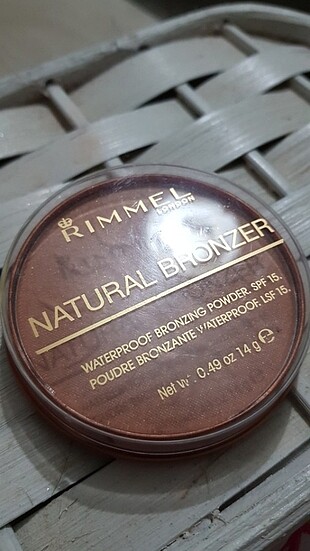 RIMMEL
LONDON
NATURAL BRONZER
WATERPROOF BRONZING POWDER. SPF 15.
POUDRE BRONZANTE WATERPROOF. LSF 15.
Net 0.49 oz 14 g e